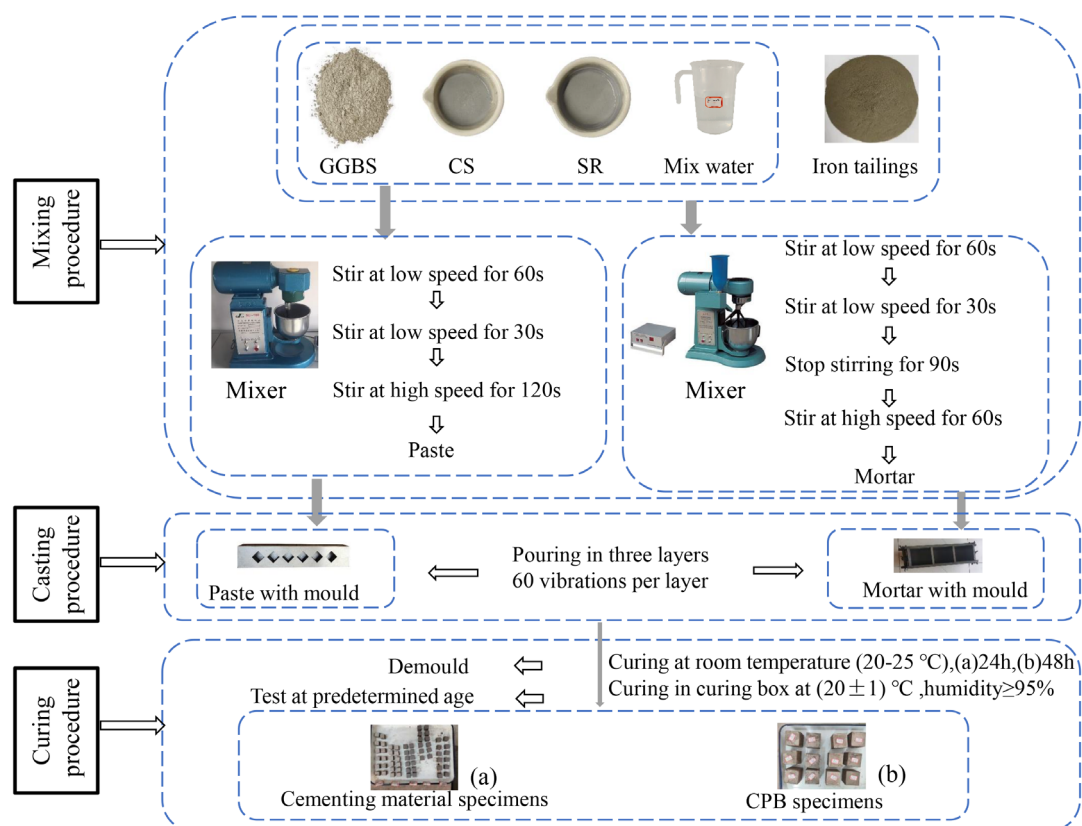 Mixing
procedure
GGBS
CS
SR
Mix water
Iron tailings
Mixer
Stir at low speed for 60s
Stir at low speed for 30s
Stir at high speed for 120s
Paste
Mixer
Stir at low speed for 60s
Stir at low speed for 30s
Stop stirring for 90s
Stir at high speed for 60s
Mortar
Casting
procedure
Paste with mould
Pouring in three layers
60 vibrations per layer
Mortar with mould
Curing
procedure
Demould
Curing at room temperature (20-25 ℃),(a)24h,(b)48h
Test at predetermined age
Curing in curing box at (20±1) ℃ ,humidity≥95%
(a)
Cementing material specimens
(b)
CPB specimens